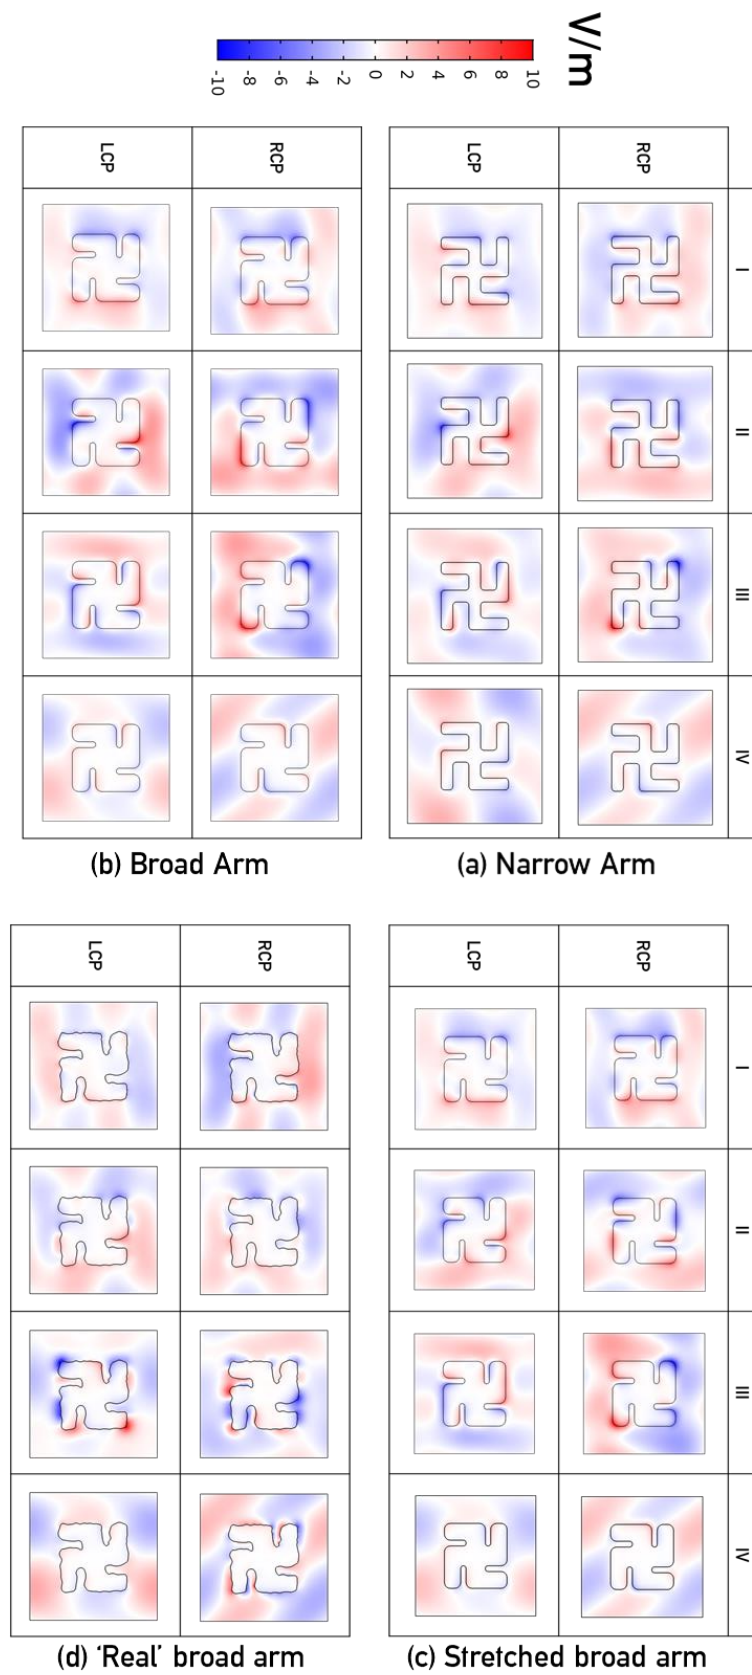 V/m
-10 -8 -6 -4 -2 0 2 4 6 8 10
LCP
RCP
LCP
RCP
I
II
III
IV
(b) Broad Arm
(a) Narrow Arm
LCP
RCP
LCP
RCP
I
II
III
IV
(d) ‘Real’ broad arm
(c) Stretched broad arm